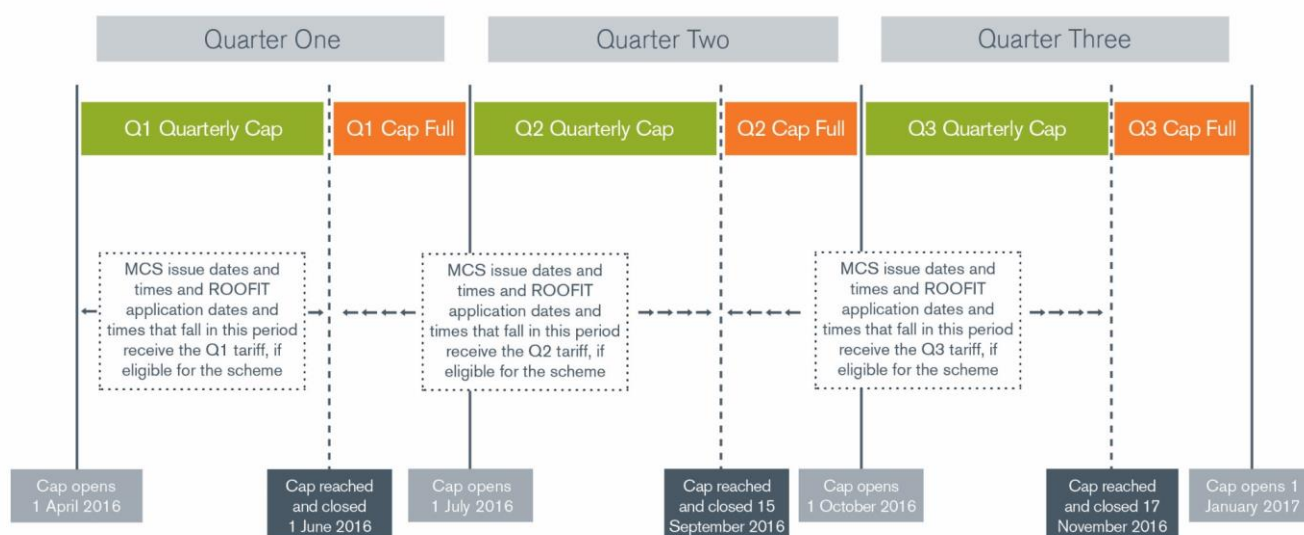 Quarter One
Quarter Two
Quarter Three
Q1 Quarterly Cap
Q1 Cap Full
Q2 Quarterly Cap
Q2 Cap Full
Q3 Quarterly Cap
Q3 Cap Full
MCS issue dates and
times and ROOFIT
application dates and
times that fall in this period
receive the Q1 tariff, if
eligible for the scheme
MCS issue dates and
times and ROOFIT
application dates and
times that fall in this period
receive the Q2 tariff, if
eligible for the scheme
MCS issue dates and
times and ROOFIT
application dates and
times that fall in this period
receive the Q3 tariff, if
eligible for the scheme
Cap opens
1 April 2016
Cap reached
and closed
1 June 2016
Cap opens
1 July 2016
Cap reached
and closed 15
September 2016
Cap opens
1 October 2016
Cap reached
and closed 17
November 2016
Cap opens 1
January 2017